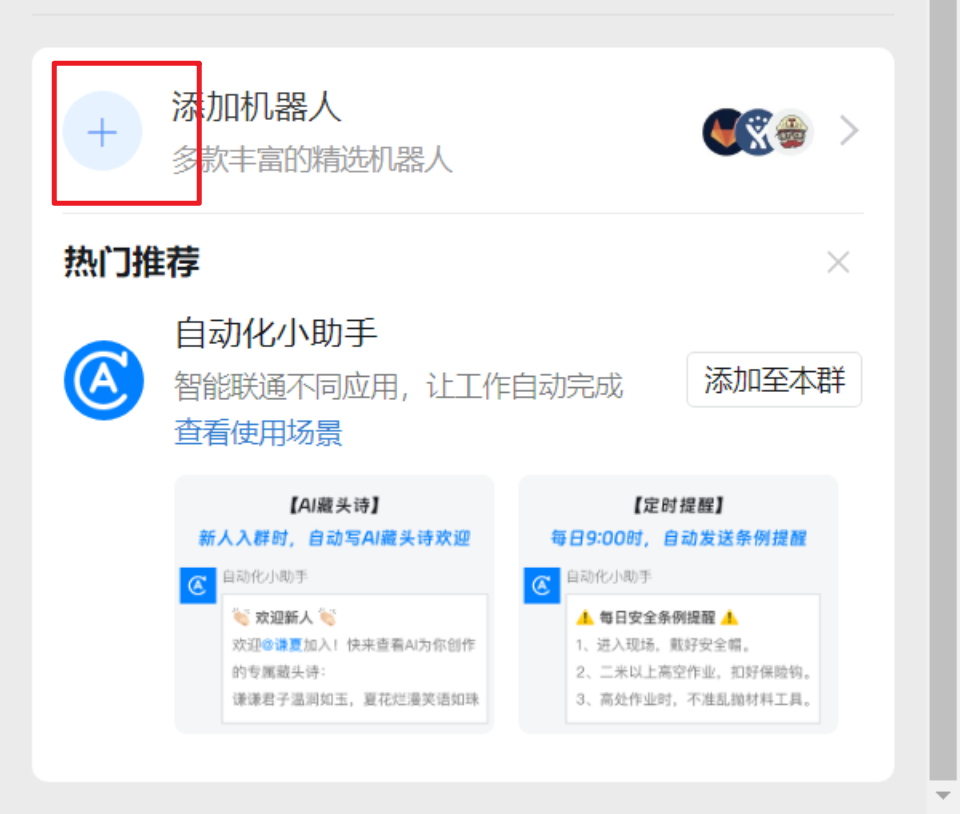 添加机器人
多款丰富的精选机器人
热门推荐
自动化小助手
智能联通不同应用，让工作自动完成
添加至本群
查看使用场景
【AI藏头诗】
新人入群时，自动写AI藏头诗欢迎
自动化小助手
欢迎新人
欢迎@谦夏加入！快来查看AI为你创作
的专属藏头诗：
谦谦君子温润如玉，夏花烂漫笑语如珠
【定时提醒】
每日9:00时，自动发送条例提醒
自动化小助手
每日安全条例提醒
1、进入现场，戴好安全帽。
2、二米以上高空作业，扣好保险钩。
3、高处作业时，不准乱抛材料工具。